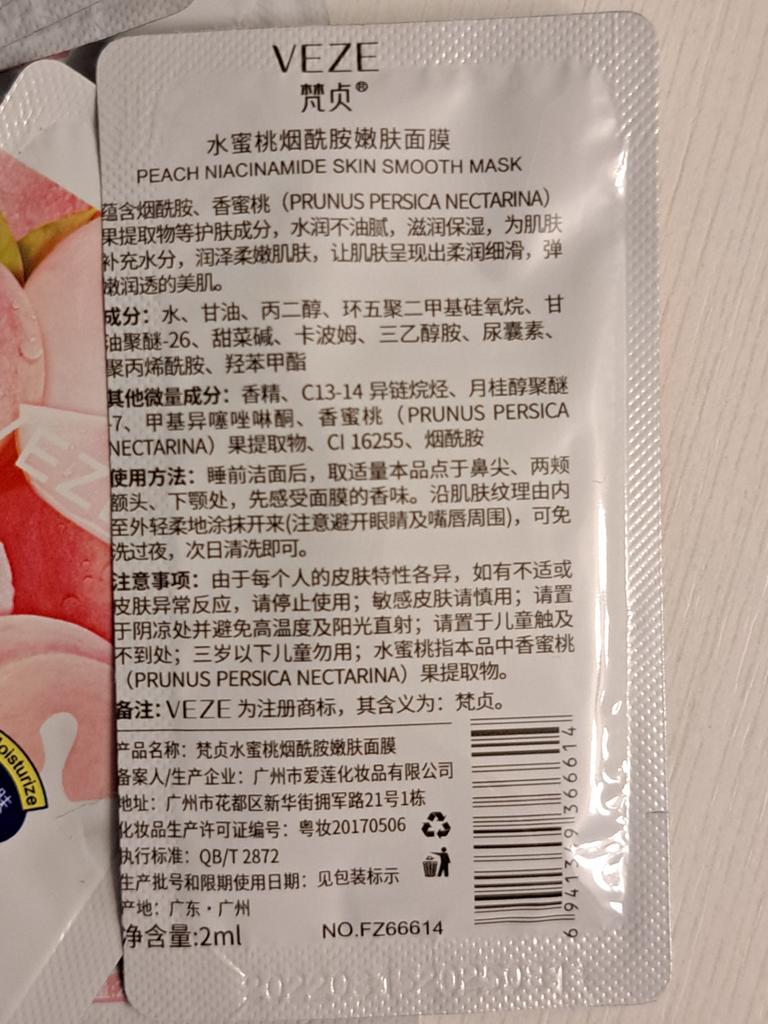 VEZE
梵贞®
水蜜桃烟酰胺嫩肤面膜
PEACH NIACINAMIDE SKIN SMOOTH MASK
蕴含烟酰胺、香蜜桃（PRUNUS PERSICA NECTARINA）
果提取物等护肤成分，水润不油腻，滋润保湿，为肌肤
补充水分，润泽柔嫩肌肤，让肌肤呈现出柔润细滑，弹
嫩润透的美肌。
成分：水、甘油、丙二醇、环五聚二甲基硅氧烷、甘
油聚醚-26、甜菜碱、卡波姆、三乙醇胺、尿囊素、
聚丙烯酰胺、羟苯甲酯
其他微量成分：香精、C13-14 异链烷烃、月桂醇聚醚
-7、甲基异噻唑啉酮、香蜜桃（PRUNUS PERSICA
NECTARINA）果提取物、CI 16255、烟酰胺
使用方法：睡前洁面后，取适量本品点于鼻尖、两颊
额头、下颚处，先感受面膜的香味。沿肌肤纹理由内
至外轻柔地涂抹开来(注意避开眼睛及嘴唇周围)，可免
洗过夜，次日清洗即可。
注意事项：由于每个人的皮肤特性各异，如有不适或
皮肤异常反应，请停止使用；敏感皮肤请慎用；请置
于阴凉处并避免高温度及阳光直射；请置于儿童触及
不到处；三岁以下儿童勿用；水蜜桃指本品中香蜜桃
（PRUNUS PERSICA NECTARINA）果提取物。
备注：VEZE 为注册商标，其含义为：梵贞。
产品名称：梵贞水蜜桃烟酰胺嫩肤面膜
备案人/生产企业：广州市爱莲化妆品有限公司
地址：广州市花都区新华街拥军路21号1栋
化妆品生产许可证编号：粤妆20170506
执行标准：QB/T 2872
生产批号和限期使用日期：见包装标示
产地：广东·广州
净含量:2ml
NO.FZ66614
6 941349 366614
Moisturize
肤